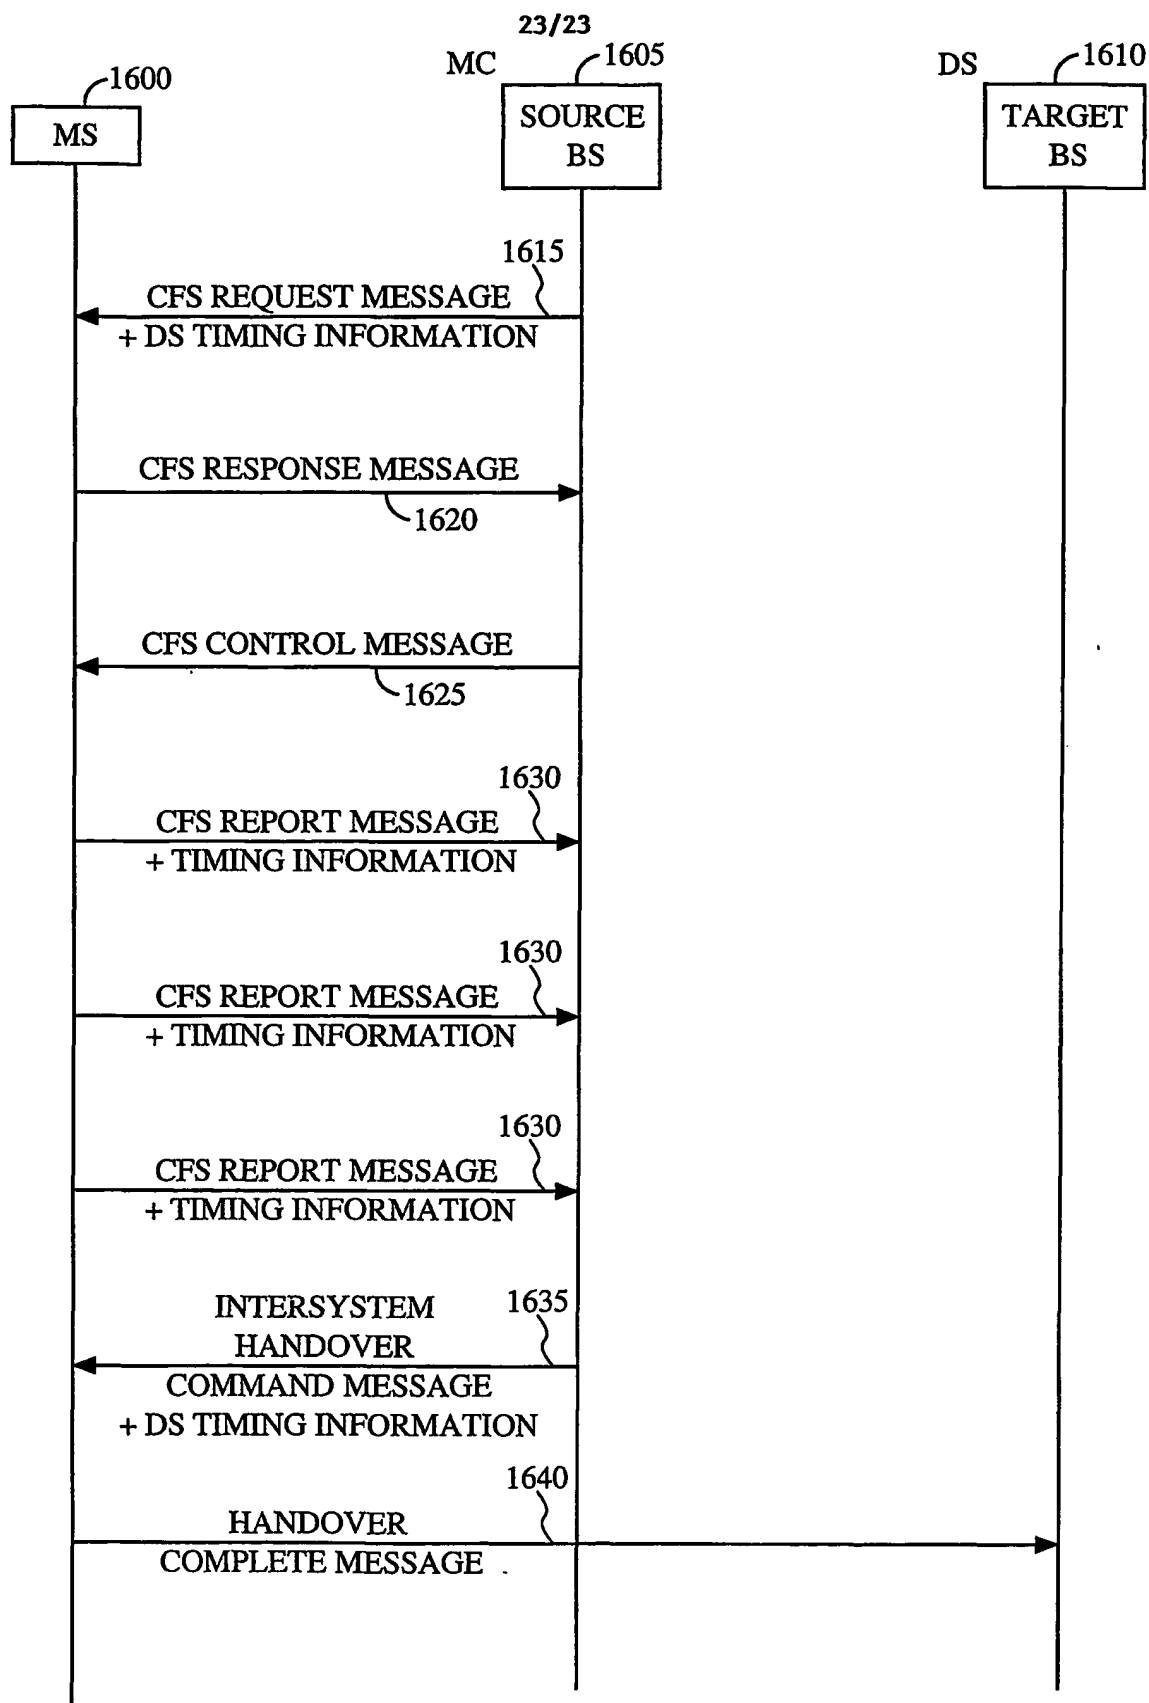 23/23
MC
1605
DS
1610
1600
MS
SOURCE
BS
TARGET
BS
1615
CFS REQUEST MESSAGE
+ DS TIMING INFORMATION
CFS RESPONSE MESSAGE
1620
CFS CONTROL MESSAGE
1625
1630
CFS REPORT MESSAGE
+ TIMING INFORMATION
1630
CFS REPORT MESSAGE
+ TIMING INFORMATION
1630
CFS REPORT MESSAGE
+ TIMING INFORMATION
1635
INTERSYSTEM
HANDOVER
COMMAND MESSAGE
+ DS TIMING INFORMATION
1640
HANDOVER
COMPLETE MESSAGE